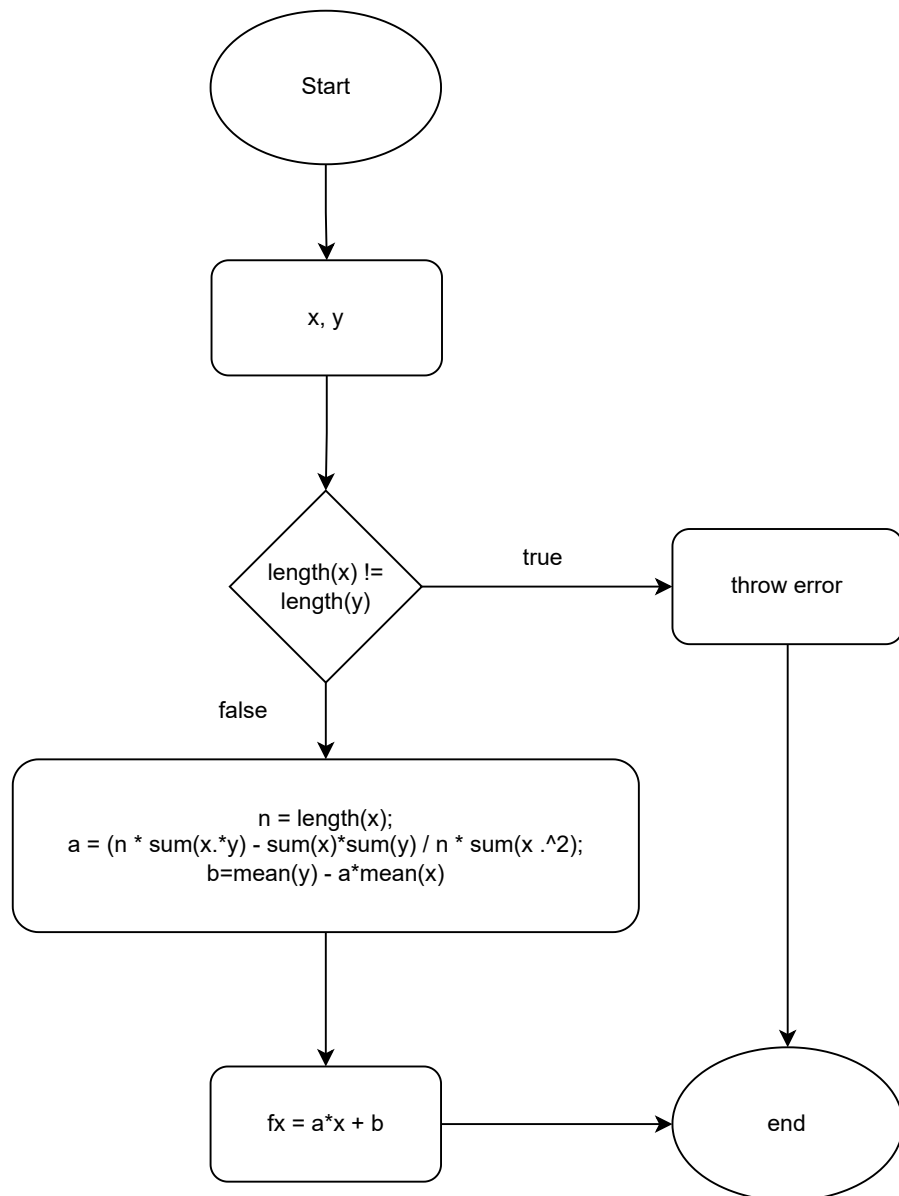 Start
x, y
length(x) !=
length(y)
true
throw error
false
n = length(x);
a = (n * sum(x.*y) - sum(x)*sum(y) / n * sum(x .^2);
b=mean(y) - a*mean(x)
fx = a*x + b
end